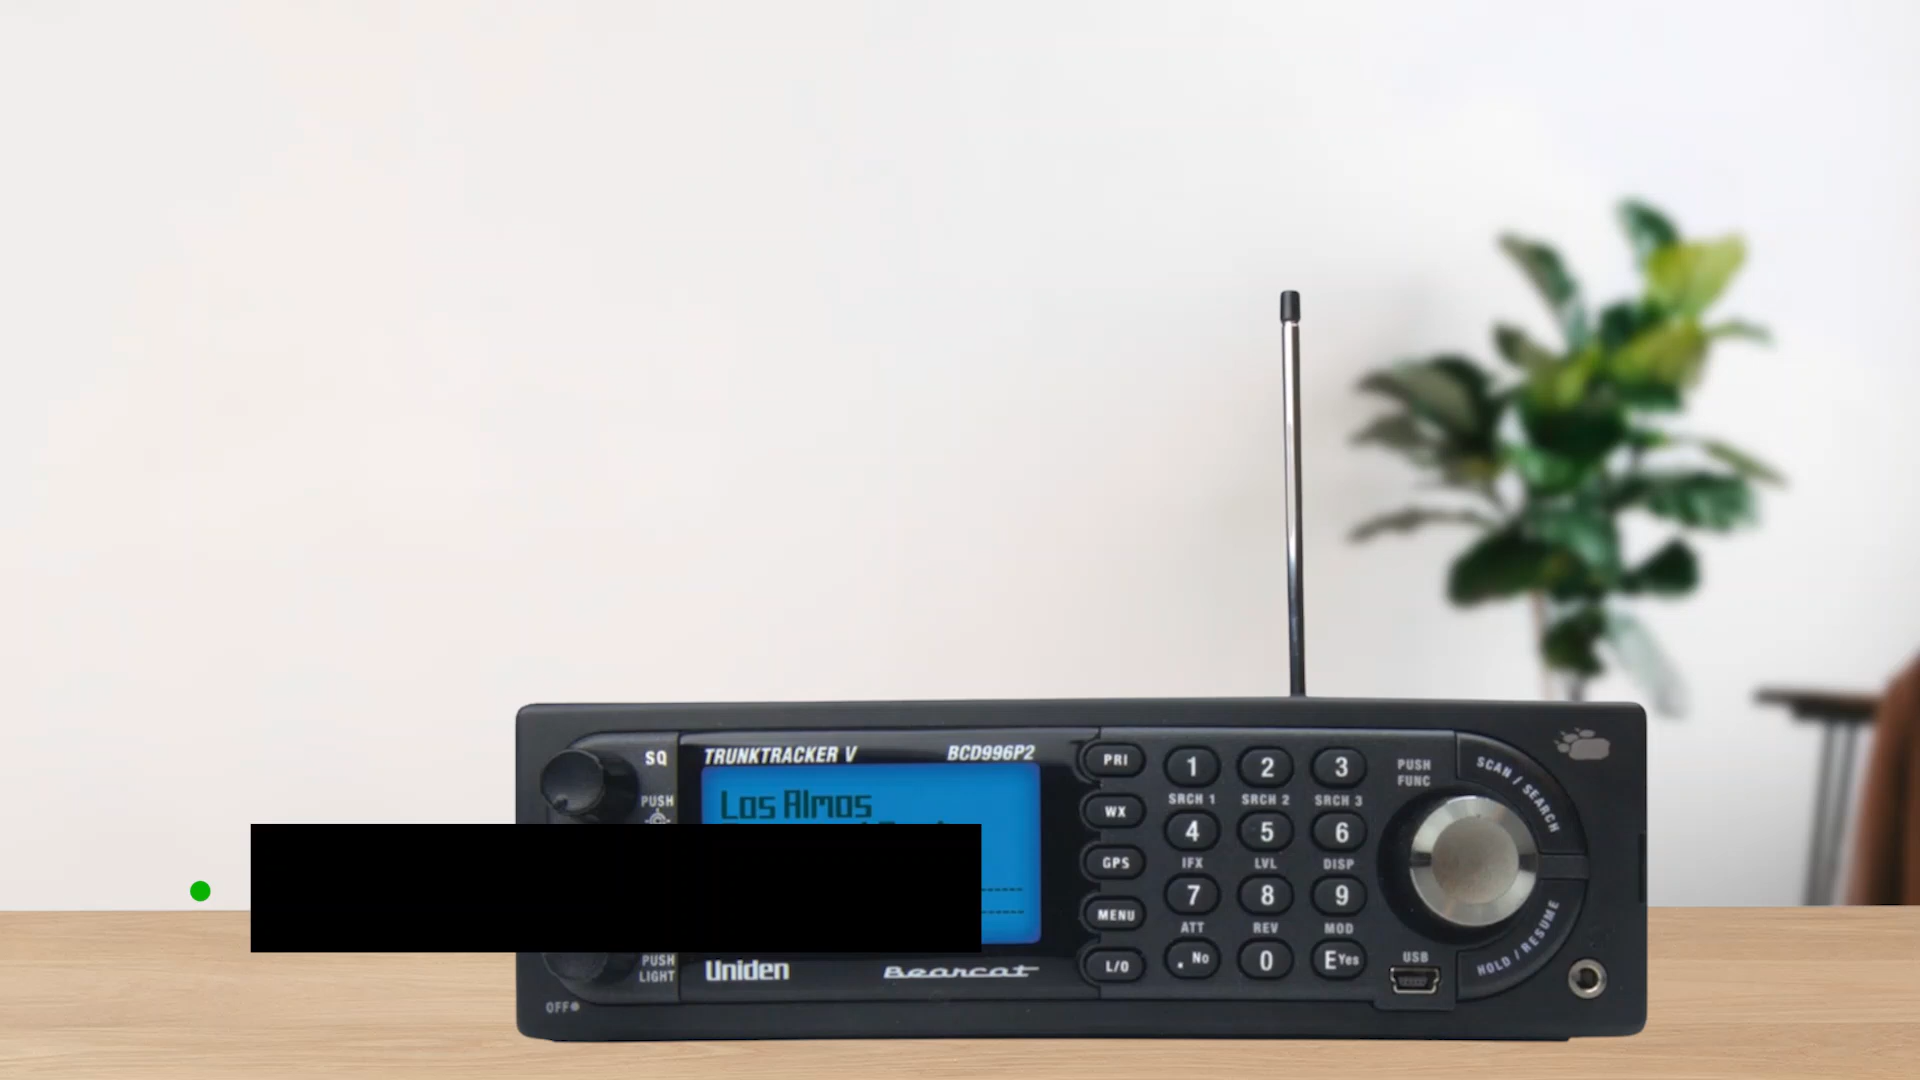 TRUNKTRACKER V
BCD996P2
SQ
PUSH
Los Almos
PUSH
LIGHT
OFF
Uniden
Bearcat
PRI
WX
GPS
MENU
L/O
1 2 3
SRCH 1 SRCH 2 SRCH 3
4 5 6
IFX LVL DISP
7 8 9
ATT REV MOD
. No 0 E Yes
PUSH
FUNC
SCAN / SEARCH
HOLD / RESUME
USB